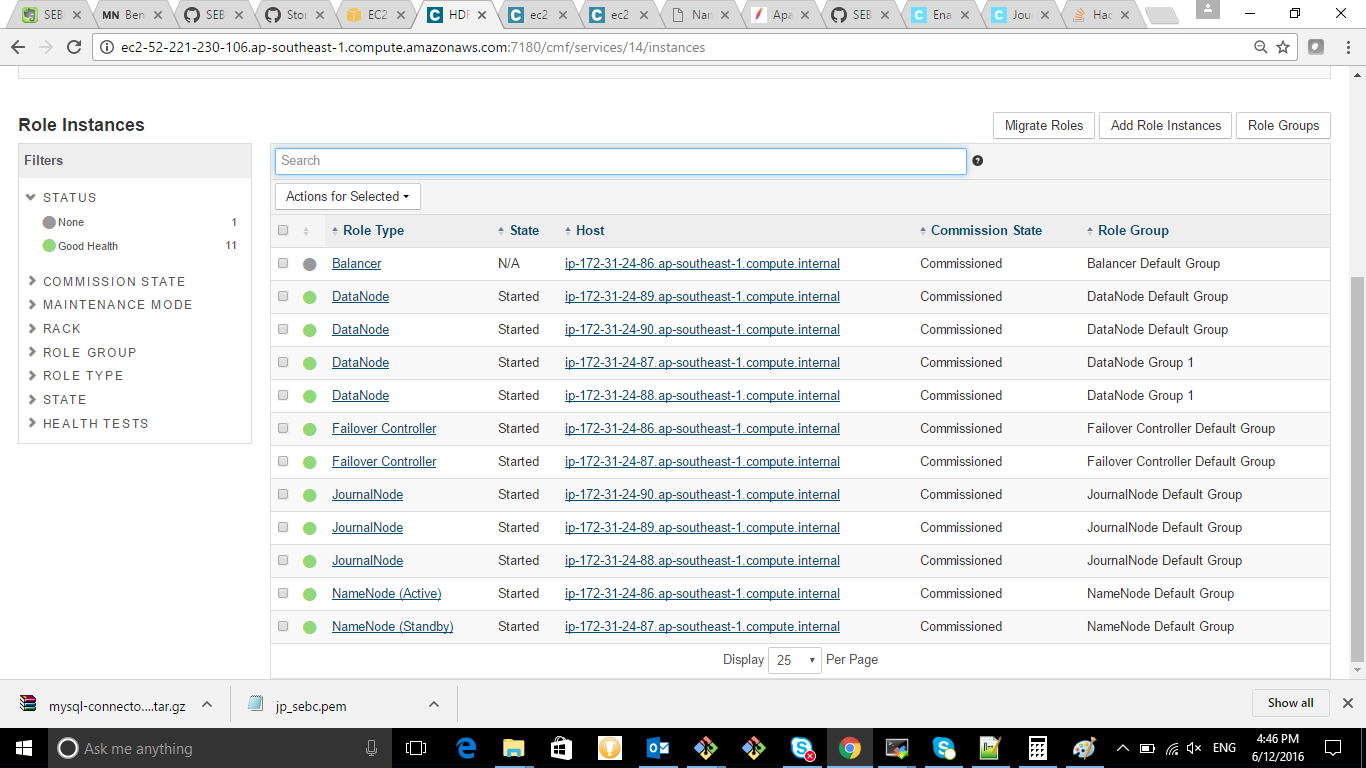 SEB
MN Ben
SEB
Stor
EC2
HDF
ec2
ec2
Nam
Apa
SEB
Ena
Jour
Had
ec2-52-221-230-106.ap-southeast-1.compute.amazonaws.com:7180/cmf/services/14/instances
Role Instances
Migrate Roles
Add Role Instances
Role Groups
Filters
Search
STATUS
None 1
Good Health 11
COMMISSION STATE
MAINTENANCE MODE
RACK
ROLE GROUP
ROLE TYPE
STATE
HEALTH TESTS
Actions for Selected
Role Type State Host Commission State Role Group
Balancer N/A ip-172-31-24-86.ap-southeast-1.compute.internal Commissioned Balancer Default Group
DataNode Started ip-172-31-24-89.ap-southeast-1.compute.internal Commissioned DataNode Default Group
DataNode Started ip-172-31-24-90.ap-southeast-1.compute.internal Commissioned DataNode Default Group
DataNode Started ip-172-31-24-87.ap-southeast-1.compute.internal Commissioned DataNode Group 1
DataNode Started ip-172-31-24-88.ap-southeast-1.compute.internal Commissioned DataNode Group 1
Failover Controller Started ip-172-31-24-86.ap-southeast-1.compute.internal Commissioned Failover Controller Default Group
Failover Controller Started ip-172-31-24-87.ap-southeast-1.compute.internal Commissioned Failover Controller Default Group
JournalNode Started ip-172-31-24-90.ap-southeast-1.compute.internal Commissioned JournalNode Default Group
JournalNode Started ip-172-31-24-89.ap-southeast-1.compute.internal Commissioned JournalNode Default Group
JournalNode Started ip-172-31-24-88.ap-southeast-1.compute.internal Commissioned JournalNode Default Group
NameNode (Active) Started ip-172-31-24-86.ap-southeast-1.compute.internal Commissioned NameNode Default Group
NameNode (Standby) Started ip-172-31-24-87.ap-southeast-1.compute.internal Commissioned NameNode Default Group
Display 25 Per Page
mysql-connecto....tar.gz
jp_sebc.pem
Show all
Ask me anything
ENG
4:46 PM
6/12/2016